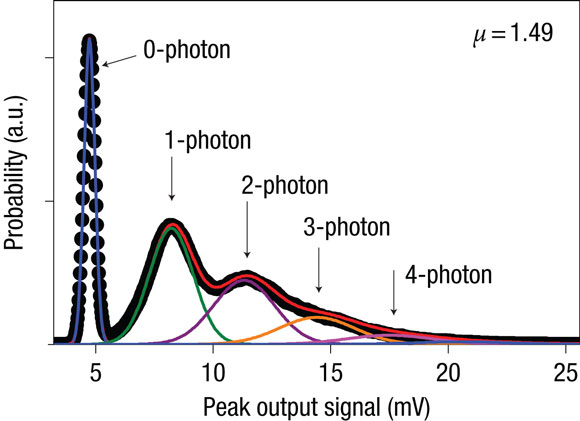 μ = 1.49
0-photon
1-photon
2-photon
3-photon
4-photon
Probability (a.u.)
5 10 15 20 25
Peak output signal (mV)